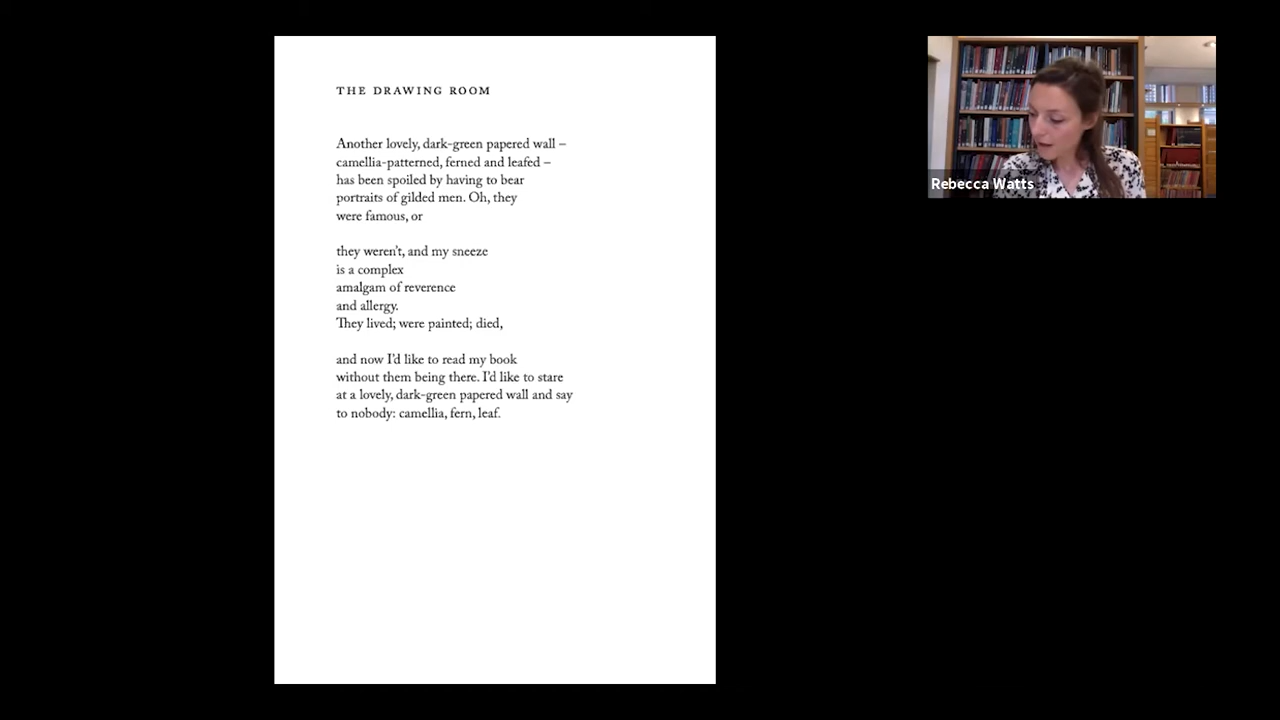 THE DRAWING ROOM
Another lovely, dark-green papered wall –
camellia-patterned, ferned and leafed –
has been spoiled by having to bear
portraits of gilded men. Oh, they
were famous, or
they weren't, and my sneeze
is a complex
amalgam of reverence
and allergy.
They lived; were painted; died,
and now I'd like to read my book
without them being there. I'd like to stare
at a lovely, dark-green papered wall and say
to nobody: camellia, fern, leaf.
Rebecca Watts